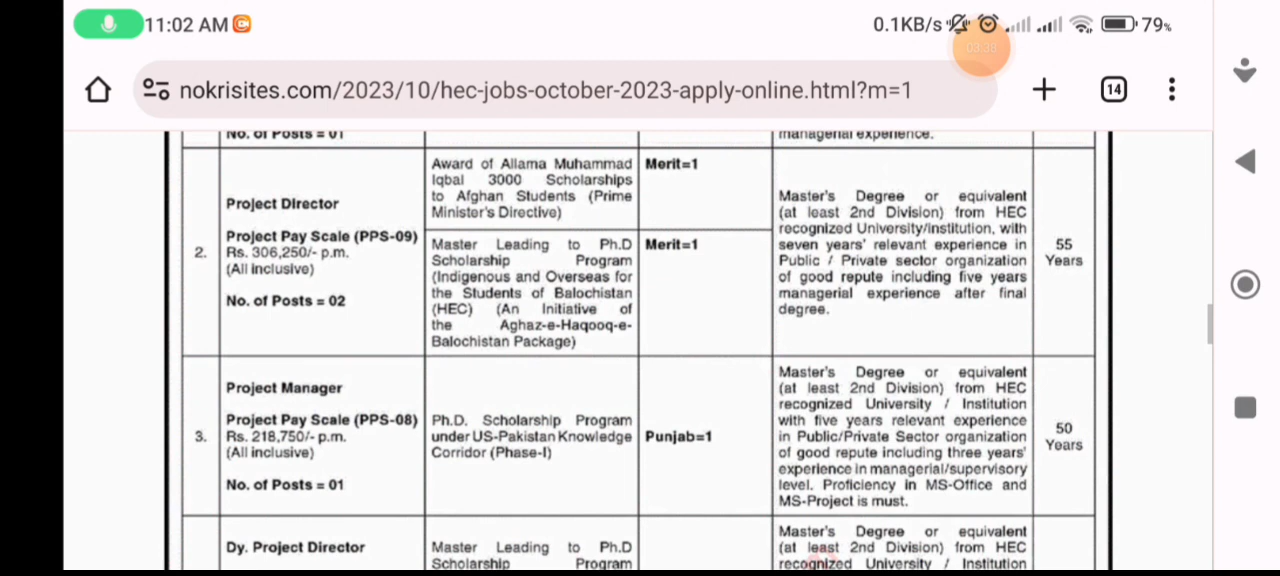 11:02 AM
0.1KB/s
79%
03:38
nokrisites.com/2023/10/hec-jobs-october-2023-apply-online.html?m=1
14
No. of Posts = 01
managerial experience.
2.
Project Director
Project Pay Scale (PPS-09)
Rs. 306,250/- p.m.
(All inclusive)
No. of Posts = 02
Award of Allama Muhammad
Iqbal 3000 Scholarships
to Afghan Students (Prime
Minister's Directive)
Merit=1
Master Leading to Ph.D
Scholarship Program
(Indigenous and Overseas for
the Students of Balochistan
(HEC) (An Initiative of
the Aghaz-e-Haqooq-e-
Balochistan Package)
Merit=1
Master's Degree or equivalent
(at least 2nd Division) from HEC
recognized University/institution, with
seven years' relevant experience in
Public / Private sector organization
of good repute including five years
managerial experience after final
degree.
55
Years
3.
Project Manager
Project Pay Scale (PPS-08)
Rs. 218,750/- p.m.
(All inclusive)
No. of Posts = 01
Ph.D. Scholarship Program
under US-Pakistan Knowledge
Corridor (Phase-I)
Punjab=1
Master's Degree or equivalent
(at least 2nd Division) from HEC
recognized University / Institution
with five years relevant experience
in Public/Private Sector organization
of good repute including three years'
experience in managerial/supervisory
level. Proficiency in MS-Office and
MS-Project is must.
50
Years
Dy. Project Director
Master Leading to Ph.D
Scholarship Program
Master's Degree or equivalent
(at least 2nd Division) from HEC
recognized University / Institution